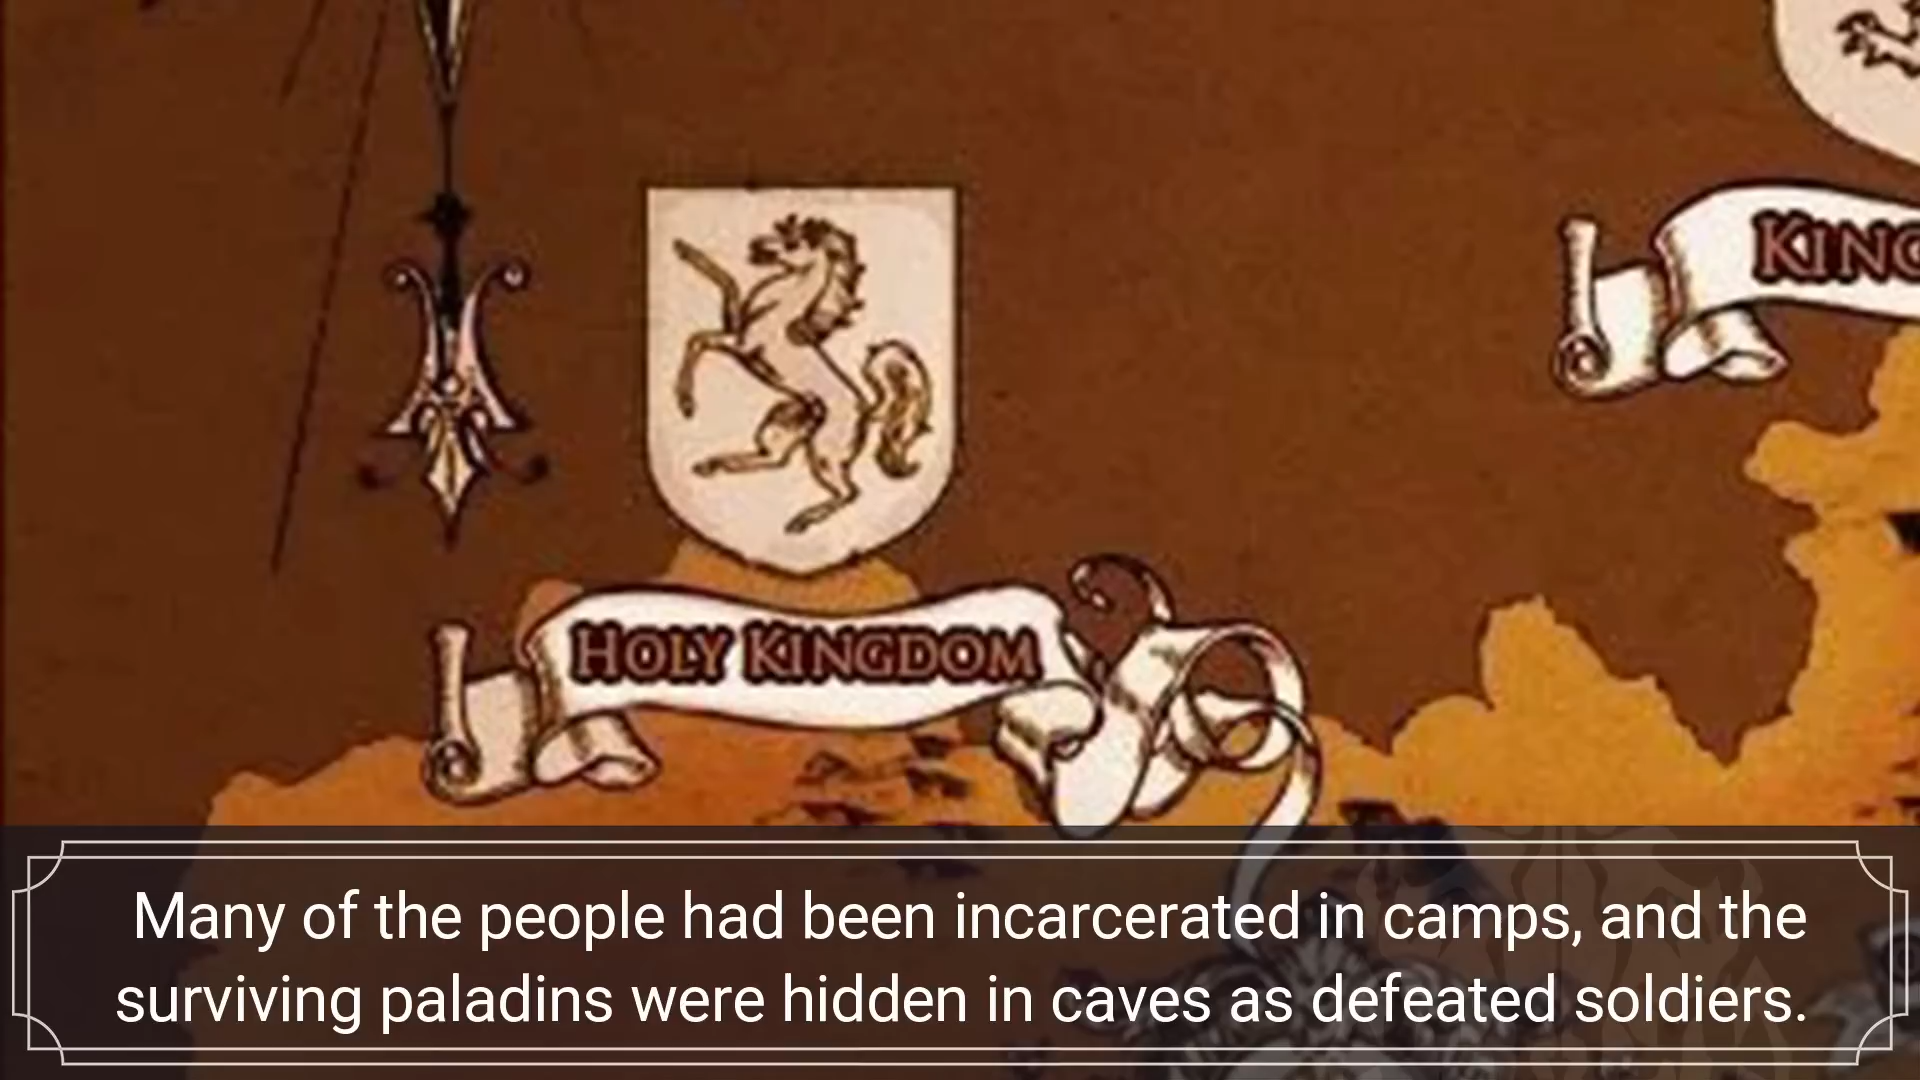 KING
HOLY KINGDOM
Many of the people had been incarcerated in camps, and the
surviving paladins were hidden in caves as defeated soldiers.